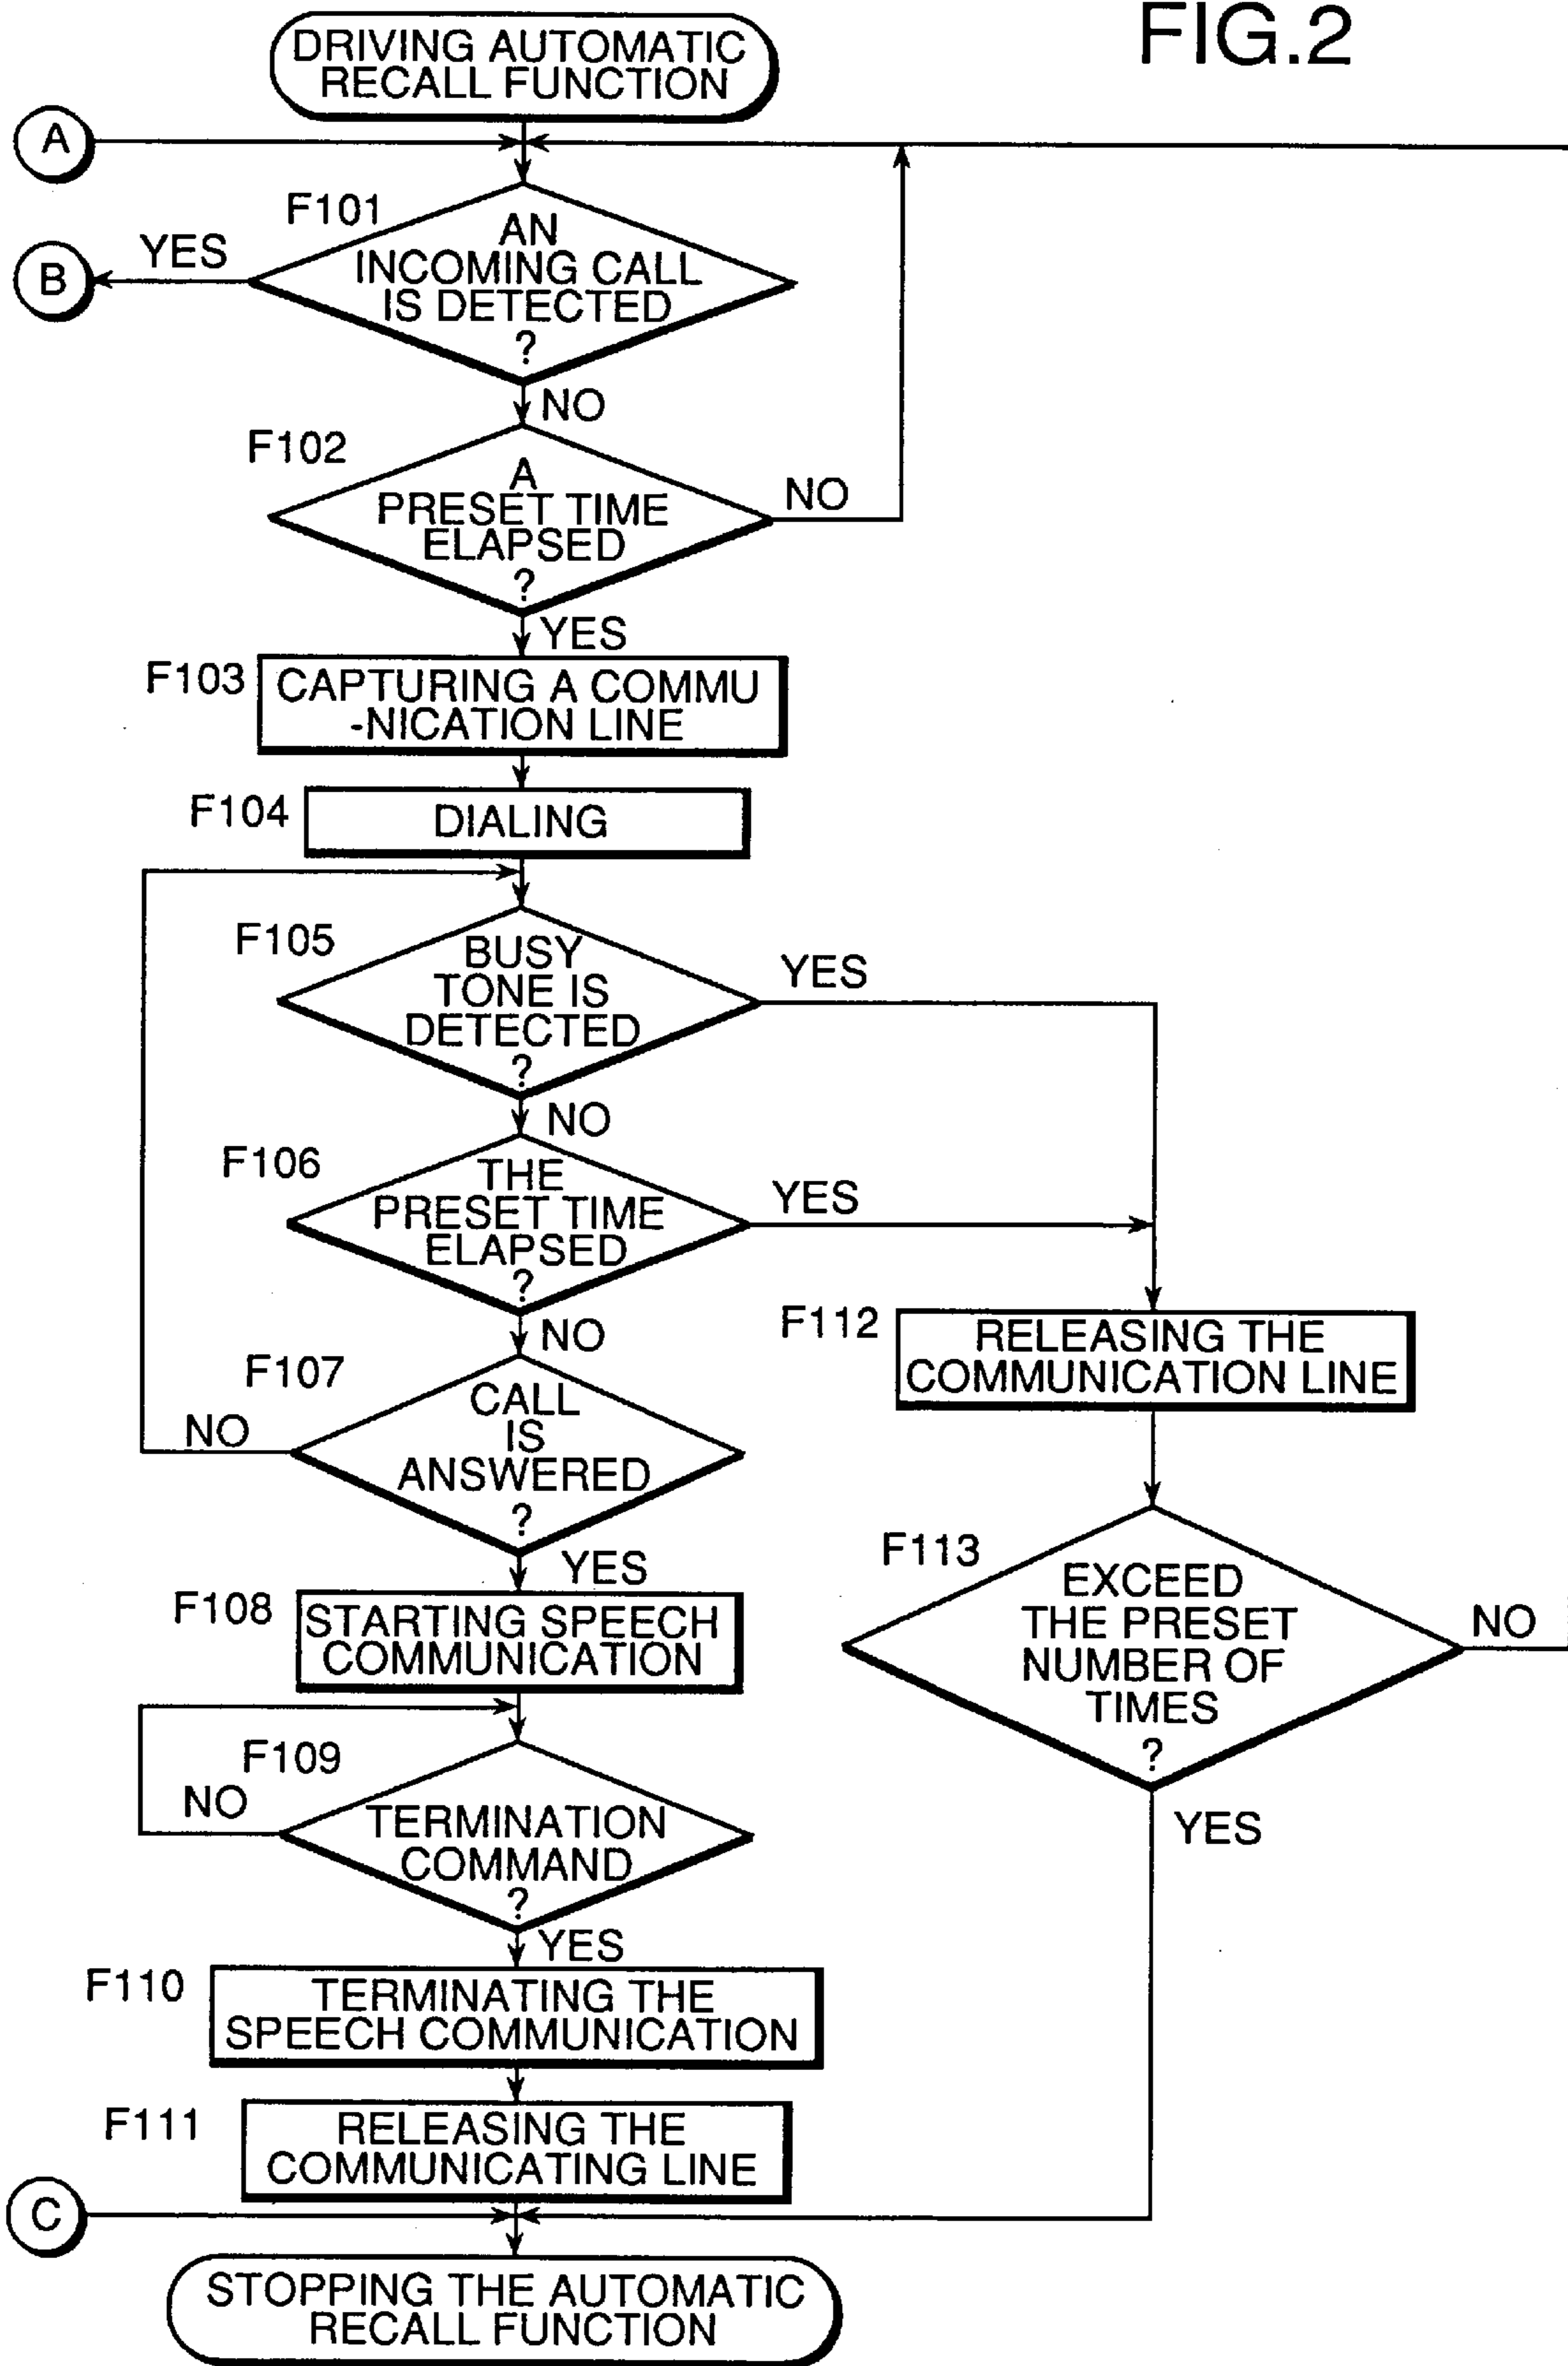 FIG.2
DRIVING AUTOMATIC
RECALL FUNCTION
A
F101
AN
INCOMING CALL
IS DETECTED
?
YES
B
NO
F102
A
PRESET TIME
ELAPSED
?
NO
YES
F103
CAPTURING A COMMU
-NICATION LINE
F104
DIALING
F105
BUSY
TONE IS
DETECTED
?
YES
NO
F106
THE
PRESET TIME
ELAPSED
?
YES
NO
F107
CALL
IS
ANSWERED
?
NO
YES
F108
STARTING SPEECH
COMMUNICATION
F109
TERMINATION
COMMAND
?
NO
YES
F110
TERMINATING THE
SPEECH COMMUNICATION
F111
RELEASING THE
COMMUNICATING LINE
F112
RELEASING THE
COMMUNICATION LINE
F113
EXCEED
THE PRESET
NUMBER OF
TIMES
?
NO
YES
C
STOPPING THE AUTOMATIC
RECALL FUNCTION